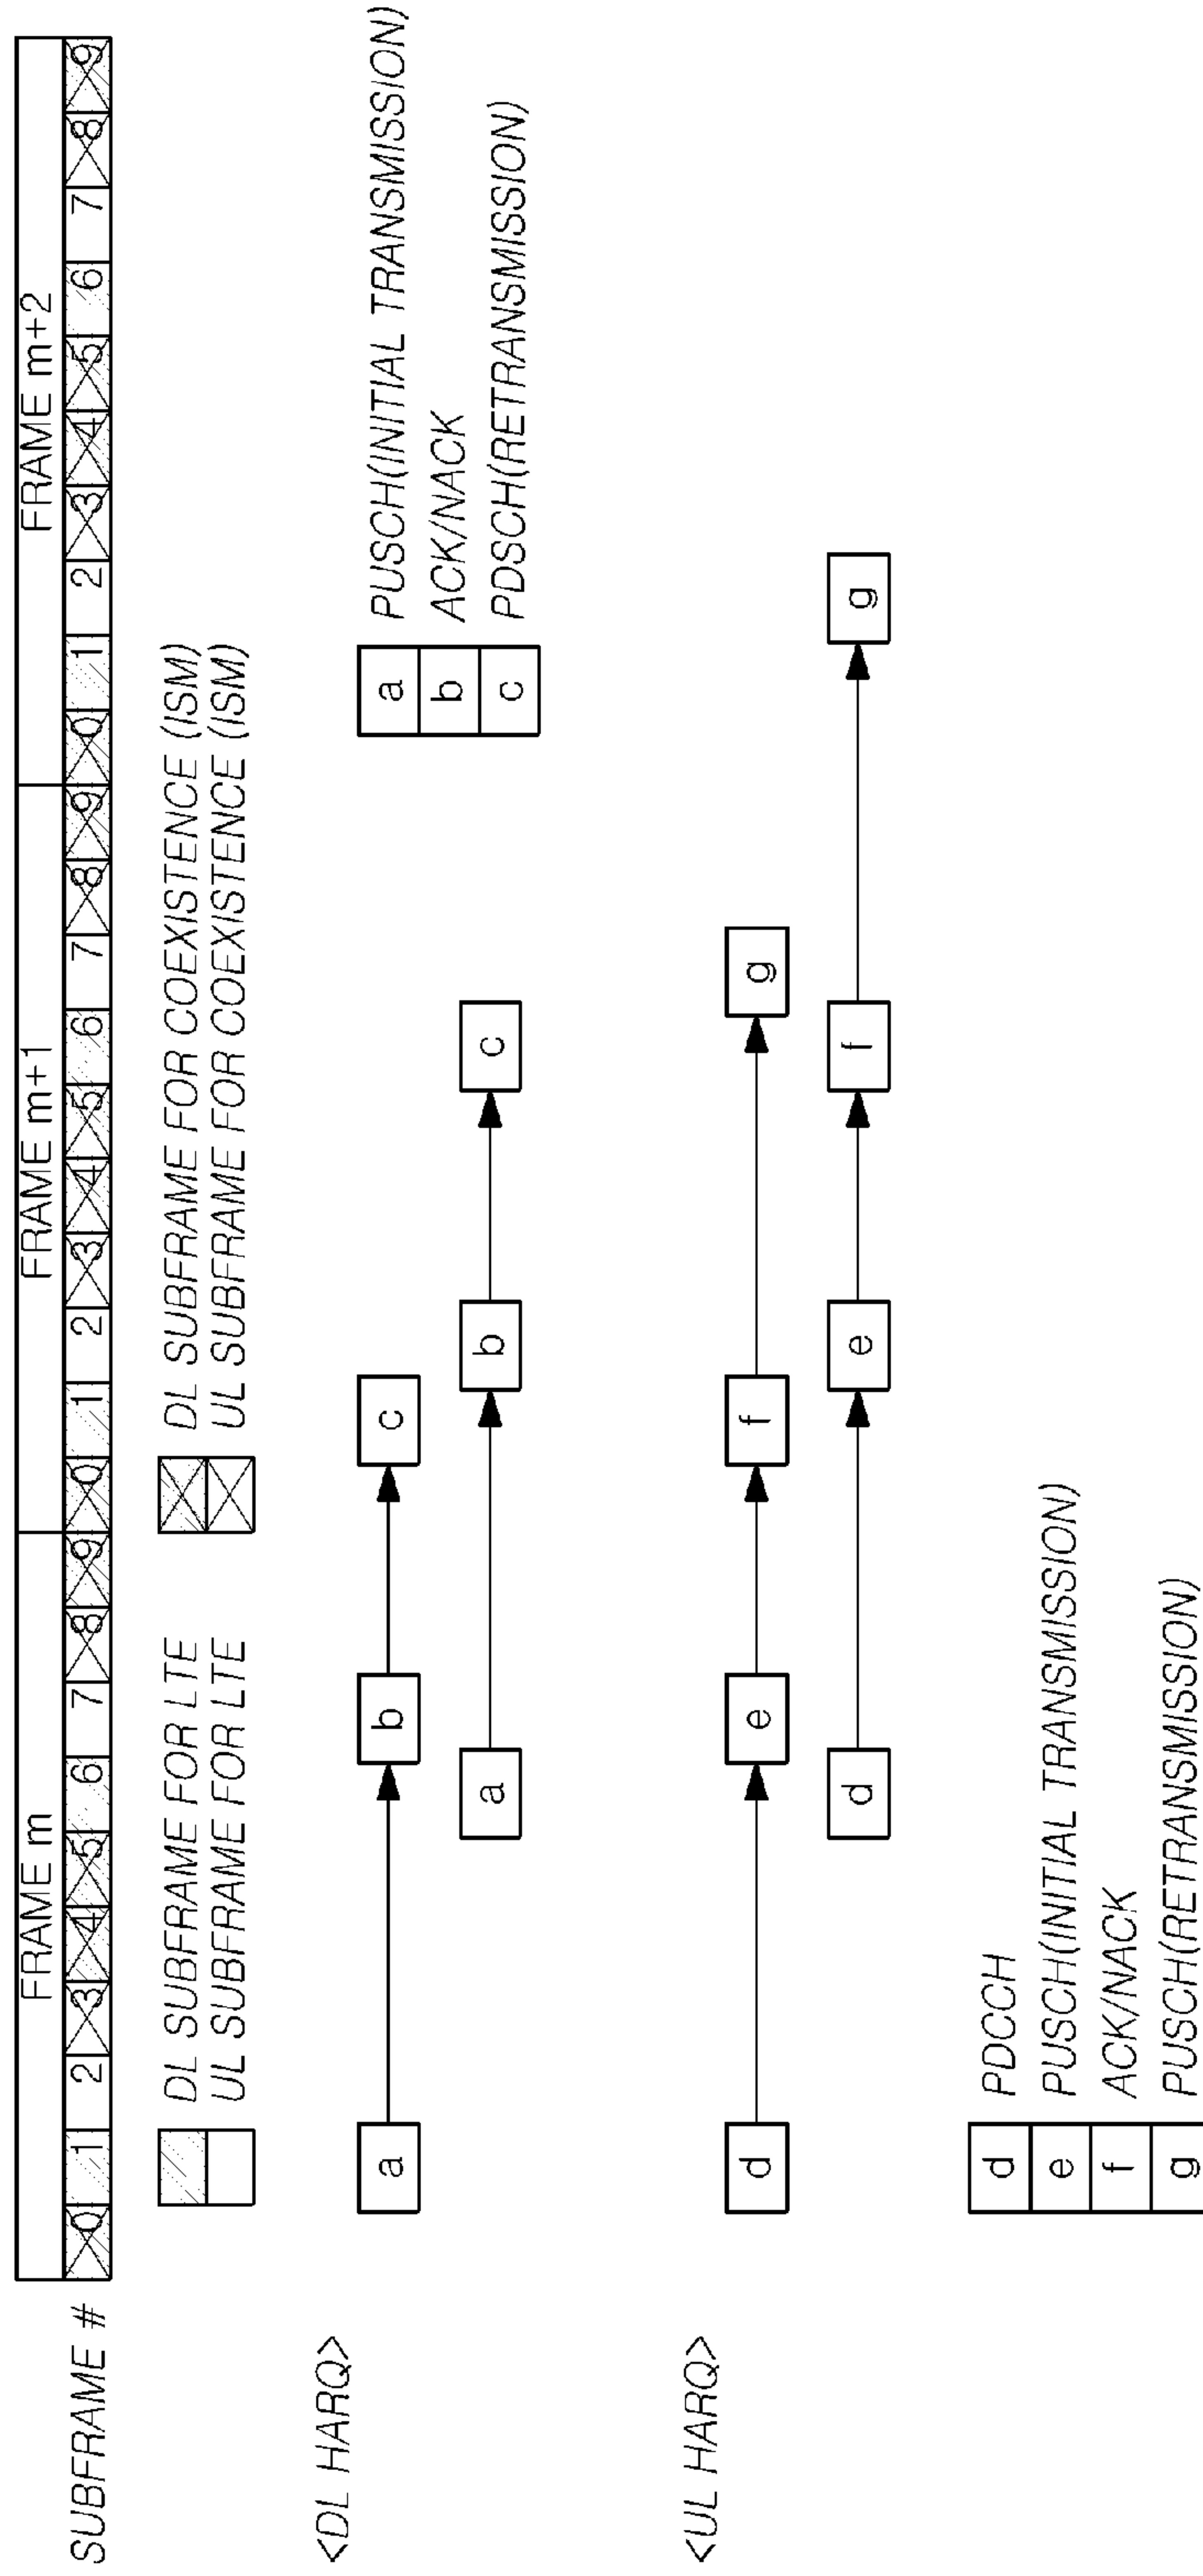 FRAME m FRAME m+1 FRAME m+2
SUBFRAME # 0 1 2 3 4 5 6 7 8 9 0 1 2 3 4 5 6 7 8 9 0 1 2 3 4 5 6 7 8 9
DL SUBFRAME FOR LTE DL SUBFRAME FOR COEXISTENCE (ISM)
UL SUBFRAME FOR LTE UL SUBFRAME FOR COEXISTENCE (ISM)
<DL HARQ>
a b c
a b c
a PUSCH(INITIAL TRANSMISSION)
b ACK/NACK
c PDSCH(RETRANSMISSION)
<UL HARQ>
d e f g
d e f g
d PDCCH
e PUSCH(INITIAL TRANSMISSION)
f ACK/NACK
g PUSCH(RETRANSMISSION)